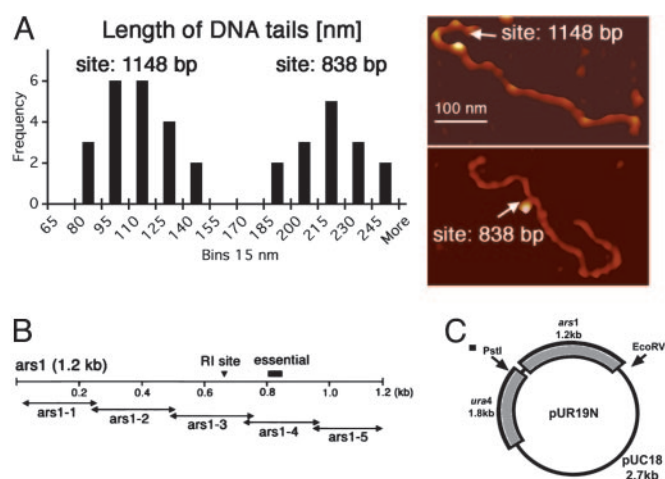 A
Length of DNA tails [nm]
site: 1148 bp
site: 838 bp
Frequency
6
4
2
0
65
80
95
110
125
140
155
170
185
200
215
230
245
More
Bins 15 nm
site: 1148 bp
100 nm
site: 838 bp
B
ars1 (1.2 kb)
RI site
essential
0.2
0.4
0.6
0.8
1.0
1.2 (kb)
ars1-1
ars1-2
ars1-3
ars1-4
ars1-5
C
ars1
1.2kb
PstI
EcoRV
ura4
1.8kb
pUR19N
pUC18
2.7kb